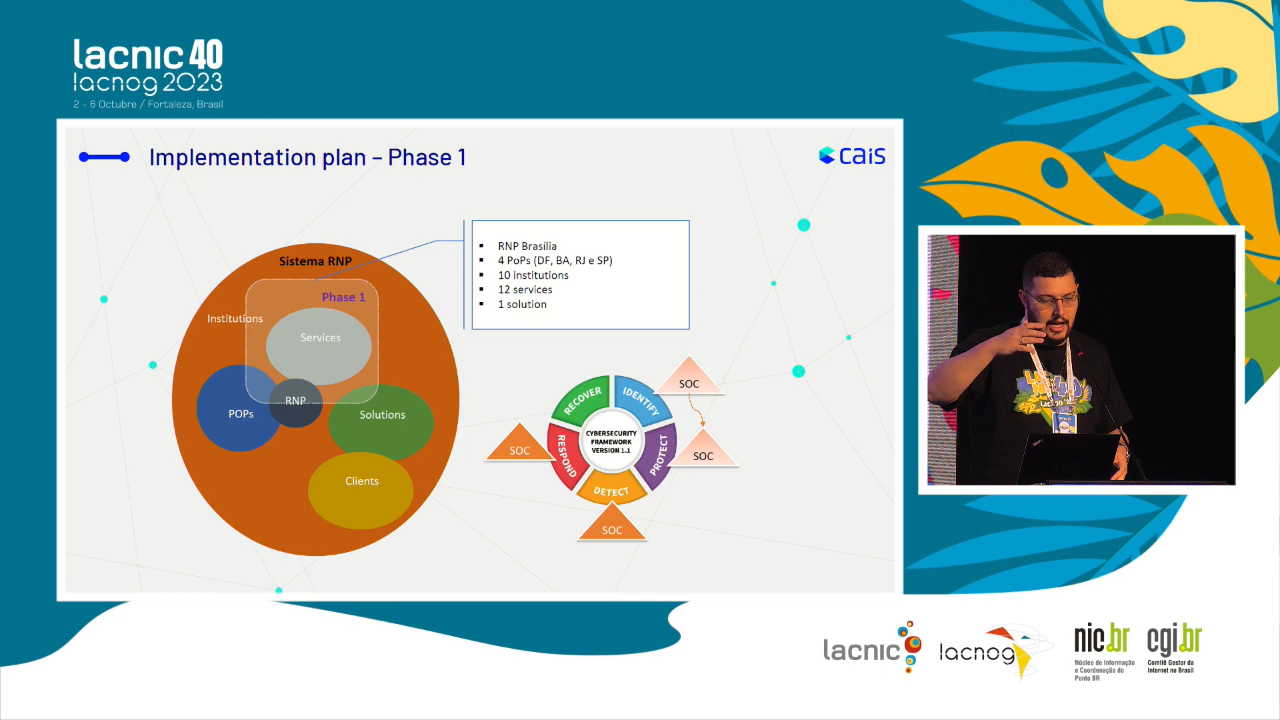 lacnic 40
lacnog 2023
2 - 6 Octubre / Fortaleza, Brasil
Implementation plan – Phase 1
cais
RNP Brasília
4 PoPs (DF, BA, RJ e SP)
10 institutions
12 services
1 solution
Sistema RNP
Phase 1
Institutions
Services
RNP
POPs
Solutions
Clients
SOC
SOC
SOC
SOC
RECOVER
IDENTIFY
PROTECT
DETECT
RESPOND
CYBERSECURITY
FRAMEWORK
VERSION 1.1
lacnic
lacnog
nic.br
Núcleo de Informação
e Coordenação do
Ponto BR
cgi.br
Comitê Gestor da
Internet no Brasil